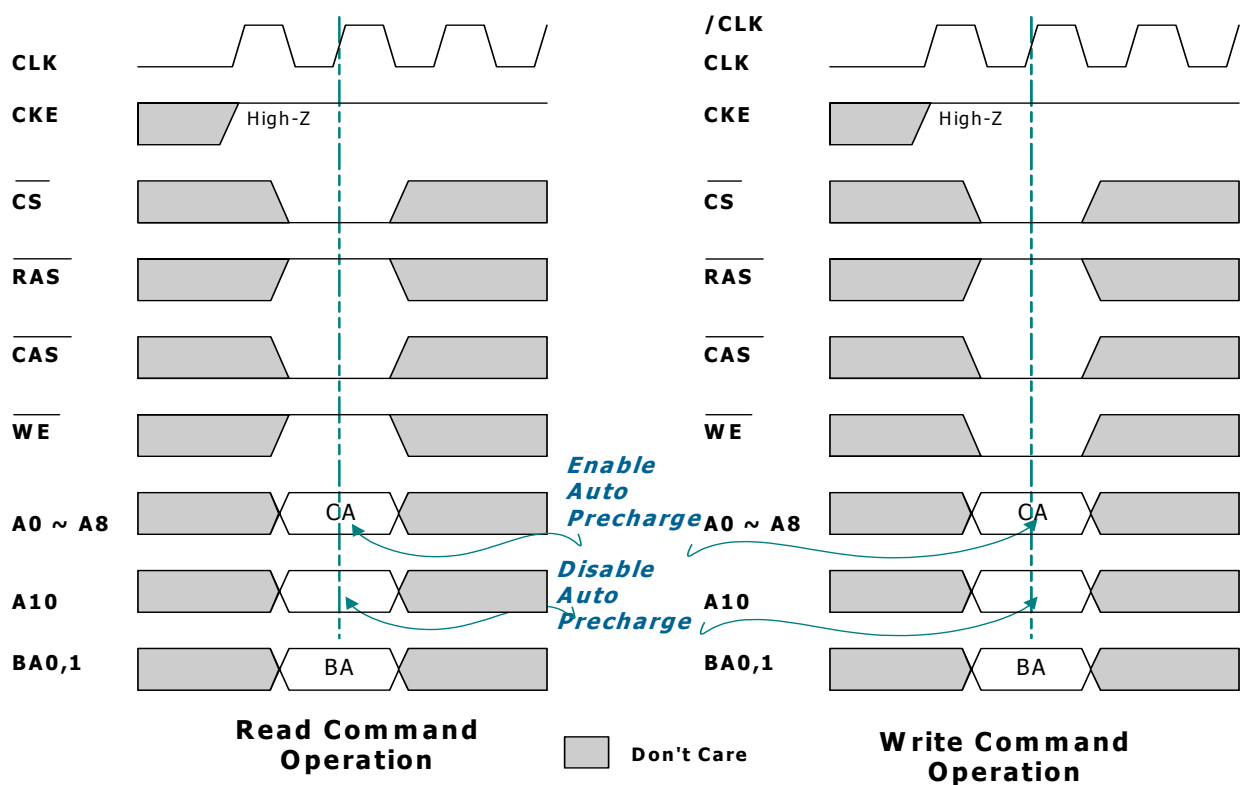 CLK
CKE
High-Z
CS
RAS
CAS
WE
A0 ~ A8
CA
A10
BA0,1
BA
Read Command
Operation
Enable
Auto
Precharge
Disable
Auto
Precharge
Don't Care
/CLK
CLK
CKE
High-Z
CS
RAS
CAS
WE
A0 ~ A8
CA
A10
BA0,1
BA
Write Command
Operation